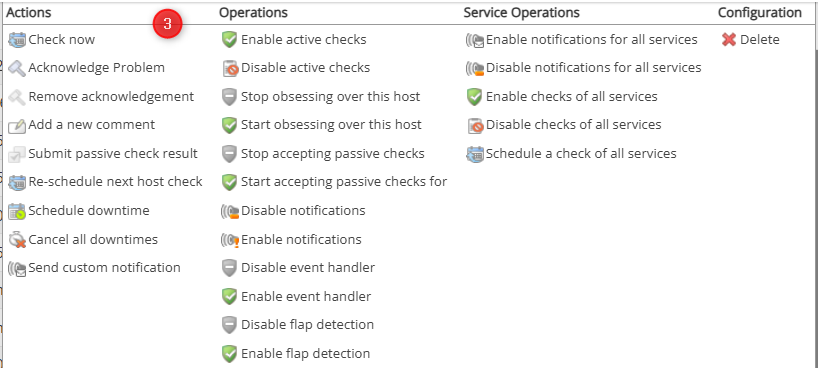 Actions
3
Check now
Acknowledge Problem
Remove acknowledgement
Add a new comment
Submit passive check result
Re-schedule next host check
Schedule downtime
Cancel all downtimes
Send custom notification
Operations
Enable active checks
Disable active checks
Stop obsessing over this host
Start obsessing over this host
Stop accepting passive checks
Start accepting passive checks for
Disable notifications
Enable notifications
Disable event handler
Enable event handler
Disable flap detection
Enable flap detection
Service Operations
Enable notifications for all services
Disable notifications for all services
Enable checks of all services
Disable checks of all services
Schedule a check of all services
Configuration
Delete